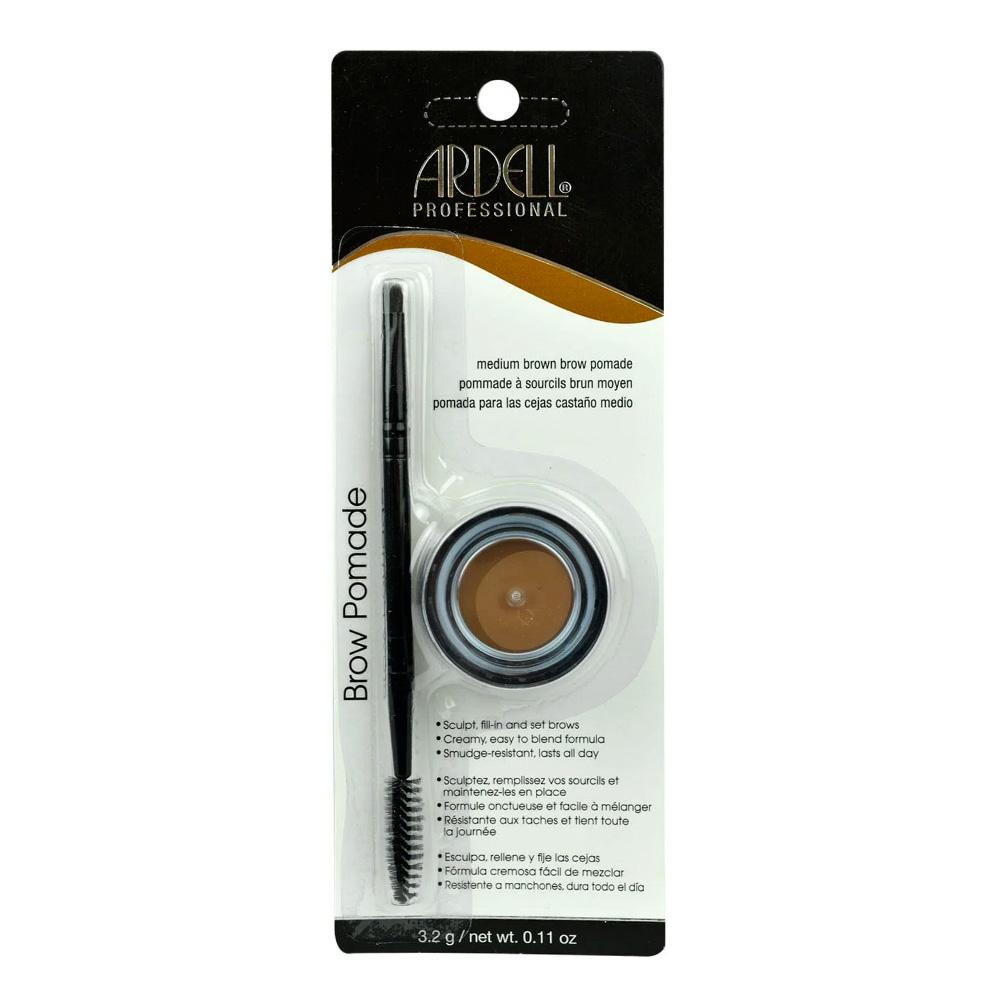 ARDELL®
PROFESSIONAL
medium brown brow pomade
pommade à sourcils brun moyen
pomada para las cejas castaño medio
Brow Pomade
• Sculpt, fill-in and set brows
• Creamy, easy to blend formula
• Smudge-resistant, lasts all day
• Sculptez, remplissez vos sourcils et
maintenez-les en place
• Formule onctueuse et facile à mélanger
• Résistante aux taches et tient toute
la journée
• Esculpa, rellene y fije las cejas
• Fórmula cremosa fácil de mezclar
• Resistente a manchones, dura todo el día
3.2 g / net wt. 0.11 oz